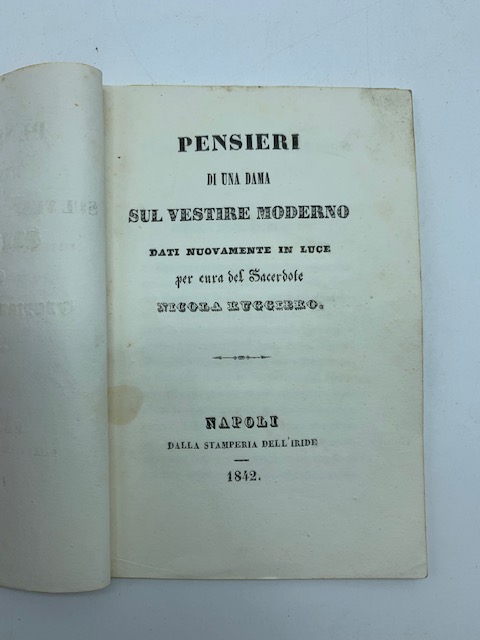 PENSIERI
DI UNA DAMA
SUL VESTIRE MODERNO
DATI NUOVAMENTE IN LUCE
per cura del Sacerdote
NICOLA RUGGIERO.
NAPOLI
DALLA STAMPERIA DELL'IRIDE
1842.